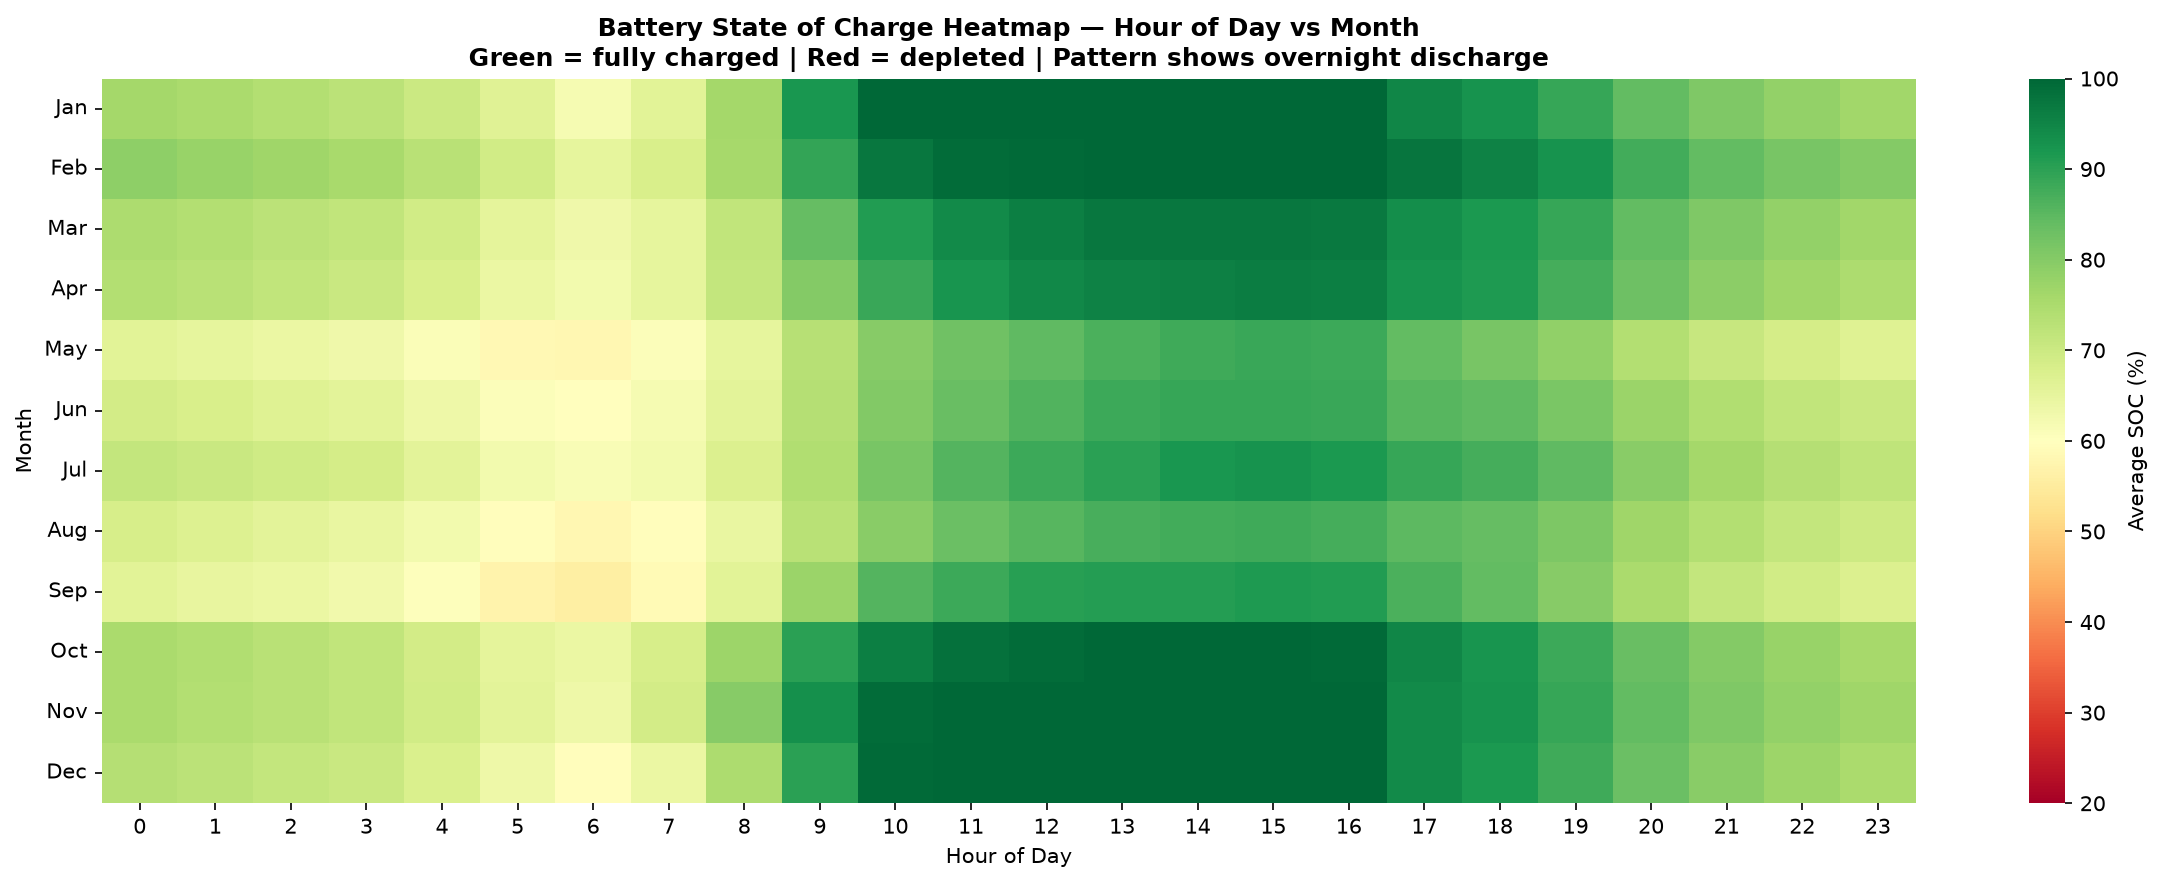 Battery State of Charge Heatmap — Hour of Day vs Month
Green = fully charged | Red = depleted | Pattern shows overnight discharge
Month
Jan
Feb
Mar
Apr
May
Jun
Jul
Aug
Sep
Oct
Nov
Dec
0 1 2 3 4 5 6 7 8 9 10 11 12 13 14 15 16 17 18 19 20 21 22 23
Hour of Day
100
90
80
70
60
50
40
30
20
Average SOC (%)